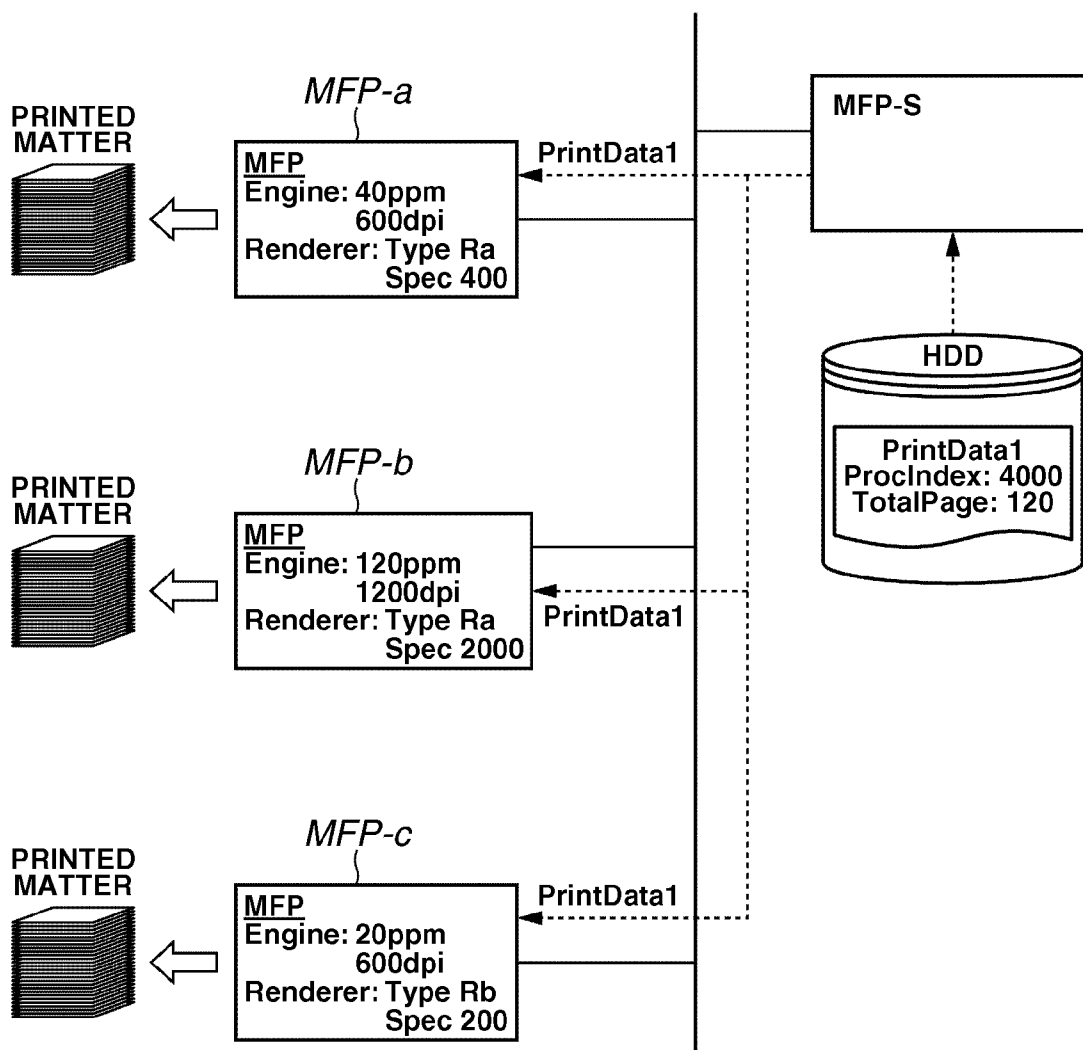 MFP-a
PRINTED
MATTER
MFP
Engine: 40ppm
600dpi
Renderer: Type Ra
Spec 400
PrintData1
MFP-S
HDD
PrintData1
ProcIndex: 4000
TotalPage: 120
MFP-b
PRINTED
MATTER
MFP
Engine: 120ppm
1200dpi
Renderer: Type Ra
Spec 2000
PrintData1
MFP-c
PRINTED
MATTER
MFP
Engine: 20ppm
600dpi
Renderer: Type Rb
Spec 200
PrintData1